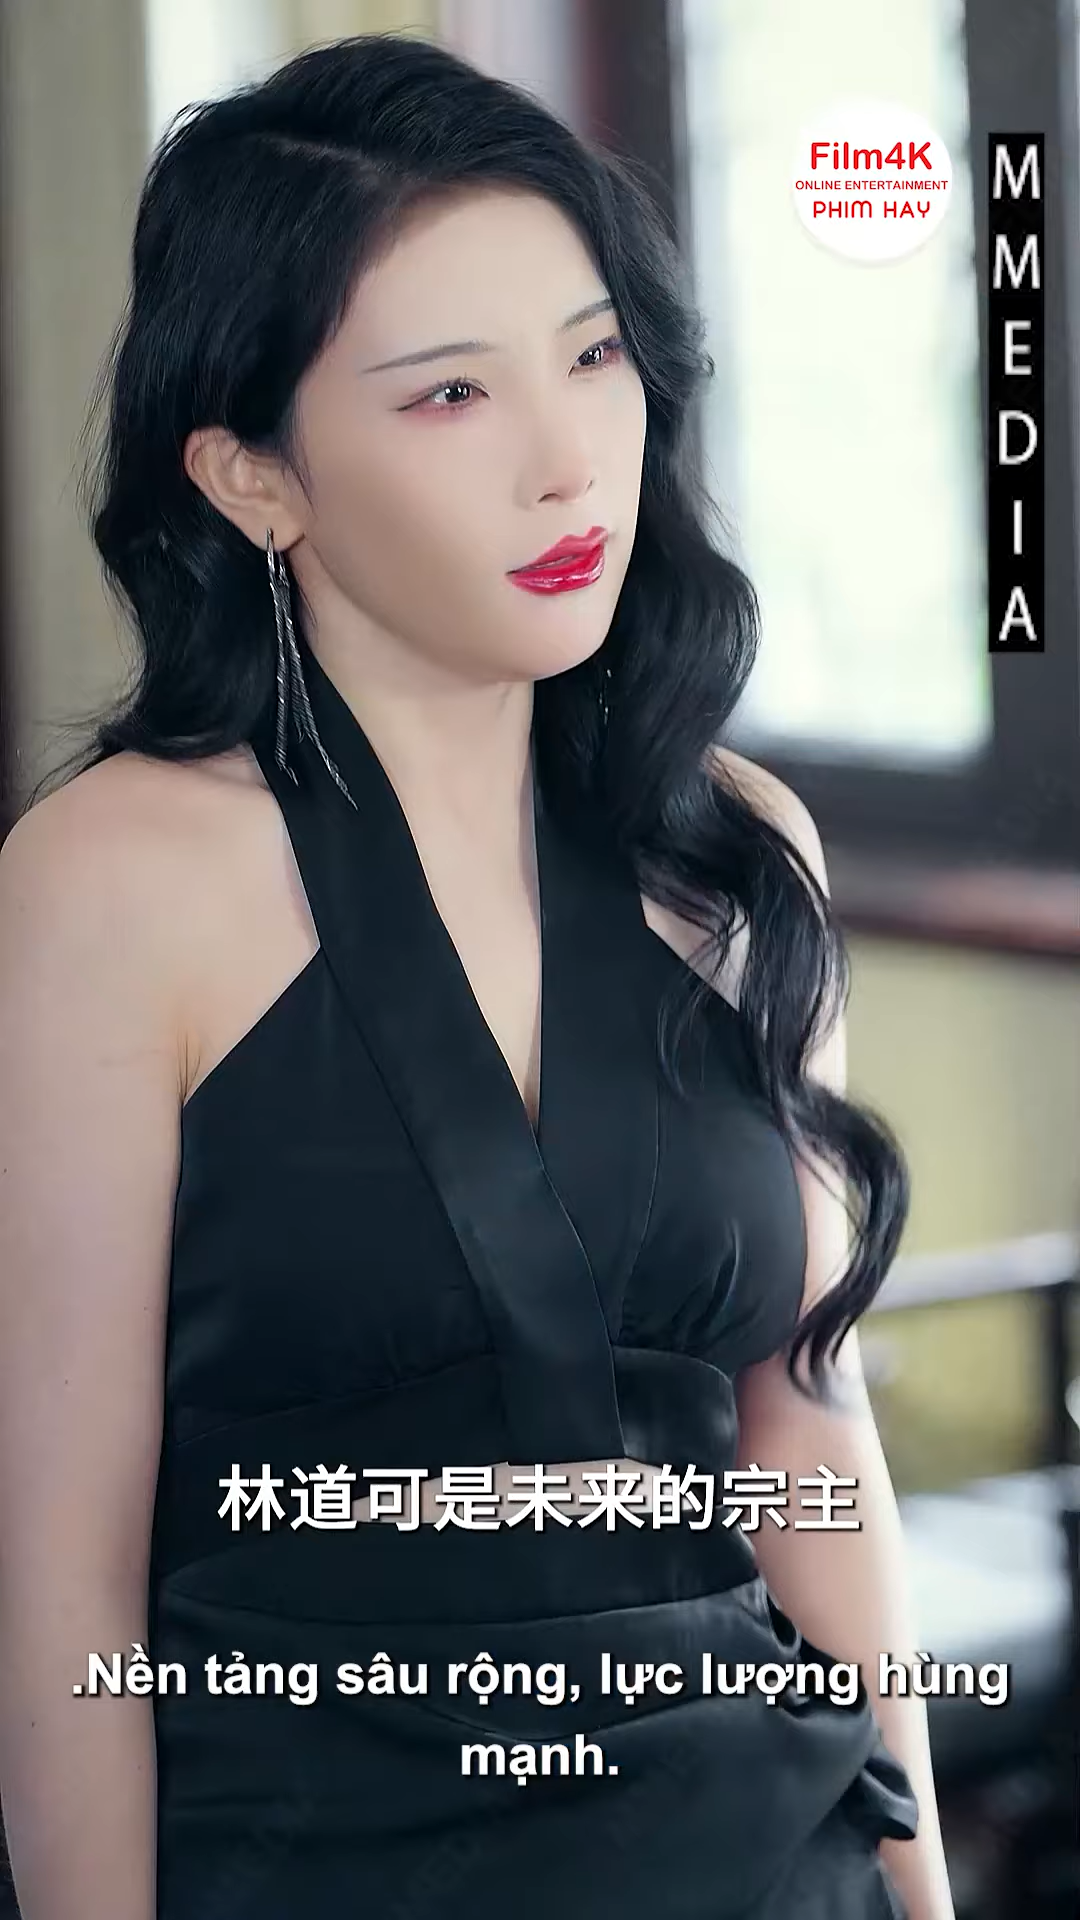 Film4K
ONLINE ENTERTAINMENT
PHIM HAY
MMEDIA
林道可是未来的宗主
.Nền tảng sâu rộng, lực lượng hùng
mạnh.